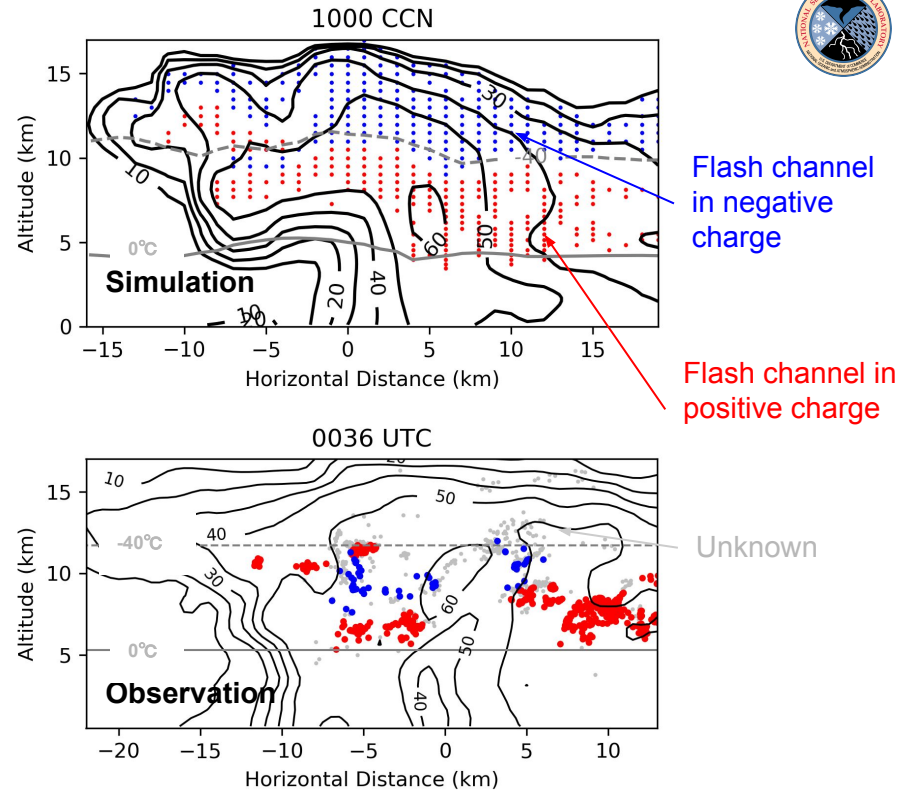 1000 CCN
NATIONAL
LABORATORY
15
10
5
0
Altitude (km)
30
-40
10
0°C
60
50
40
20
10
20
Simulation
−15
−10
−5
0
5
10
15
Horizontal Distance (km)
Flash channel
in negative
charge
Flash channel in
positive charge
0036 UTC
15
10
5
Altitude (km)
10
20
50
40
-40°C
30
60
0°C
50
40
Observation
Unknown
−20
−15
−10
−5
0
5
10
Horizontal Distance (km)